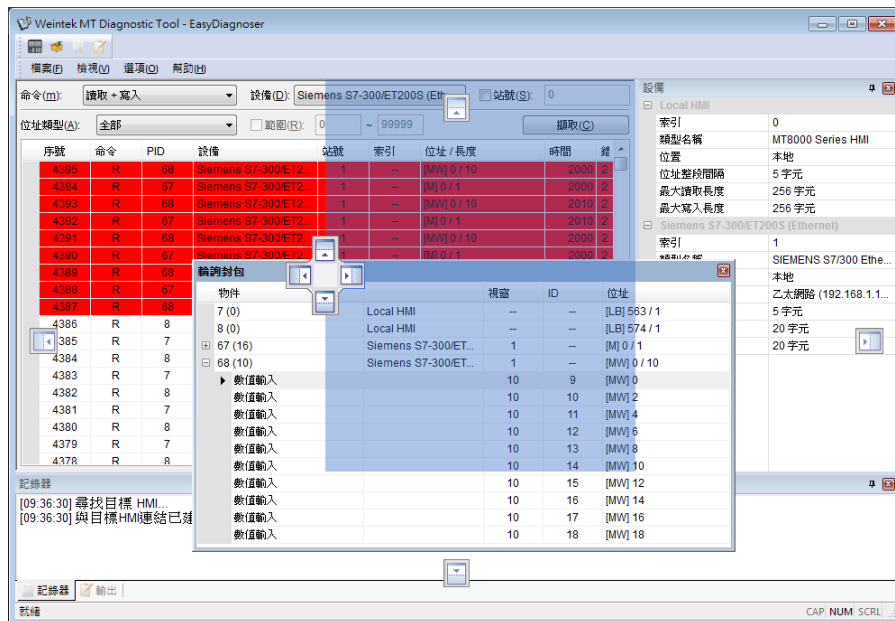 Weintek MT Diagnostic Tool - EasyDiagnoser
檔案(F) 檢視(V) 選項(O) 幫助(H)
命令(m): 讀取 + 寫入 設備(D): Siemens S7-300/ET200S (Eth 站號(S): 0
位址類型(A): 全部 範圍(R): 0 ~ 99999 擷取(C)
序號 命令 PID 設備 站號 索引 位址 / 長度 時間 錯
4395 R 68 Siemens S7-300/ET2... 1 -- [MW] 0 / 10 2000 2
4394 R 67 Siemens S7-300/ET2... 1 -- [M] 0 / 1 2000 2
4393 R 68 Siemens S7-300/ET2... 1 -- [MW] 0 / 10 2010 2
4392 R 67 Siemens S7-300/ET2... 1 -- [M] 0 / 1 2010 2
4391 R 68 Siemens S7-300/ET2... 1 -- [MW] 0 / 10 2000 2
4390 R 67 Siemens S7-300/ET2... 1 -- [M] 0 / 1 2000 2
4389 R 68
4388 R 67
4387 R 68
4386 R 8
4385 R 7
4384 R 8
4383 R 7
4382 R 8
4381 R 7
4380 R 8
4379 R 7
4378 R 8
設備
Local HMI
索引 0
類型名稱 MT8000 Series HMI
位置 本地
位址整段間隔 5 字元
最大讀取長度 256 字元
最大寫入長度 256 字元
Siemens S7-300/ET200S (Ethernet)
索引 1
SIEMENS S7/300 Ethe...
本地
乙太網路 (192.168.1.1...
5 字元
20 字元
20 字元
輪詢封包
物件 視窗 ID 位址
7 (0) Local HMI -- -- [LB] 563 / 1
8 (0) Local HMI -- -- [LB] 574 / 1
67 (16) Siemens S7-300/ET... 1 -- [M] 0 / 1
68 (10) Siemens S7-300/ET... 1 -- [MW] 0 / 10
數值輸入 10 9 [MW] 0
數值輸入 10 10 [MW] 2
數值輸入 10 11 [MW] 4
數值輸入 10 12 [MW] 6
數值輸入 10 13 [MW] 8
數值輸入 10 14 [MW] 10
數值輸入 10 15 [MW] 12
數值輸入 10 16 [MW] 14
數值輸入 10 17 [MW] 16
數值輸入 10 18 [MW] 18
記錄器
[09:36:30] 尋找目標 HMI...
[09:36:30] 與目標HMI連結已建
記錄器 輸出
就緒 CAP NUM SCRL